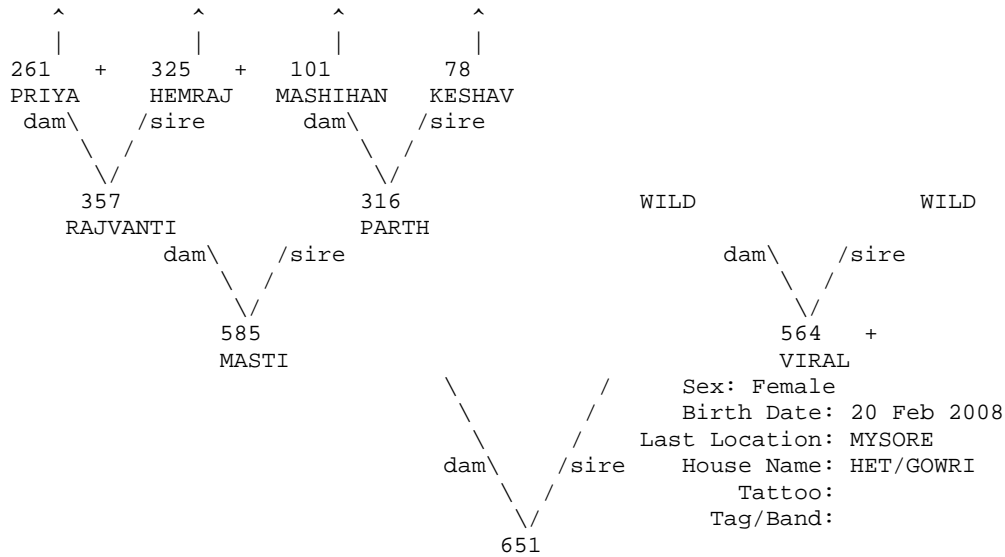 ^ ^ ^ ^
| | | |
261 + 325 + 101 78
PRIYA HEMRAJ MASHIHAN KESHAV
dam\ /sire dam\ /sire
\ / \ /
\/ \/
357 316 WILD WILD
RAJVANTI PARTH
dam\ /sire dam\ /sire
\ / \ /
\/ \/
585 564 +
MASTI VIRAL
\ / Sex: Female
\ / Birth Date: 20 Feb 2008
\ / Last Location: MYSORE
dam\ /sire House Name: HET/GOWRI
\ / Tattoo:
\/ Tag/Band:
651